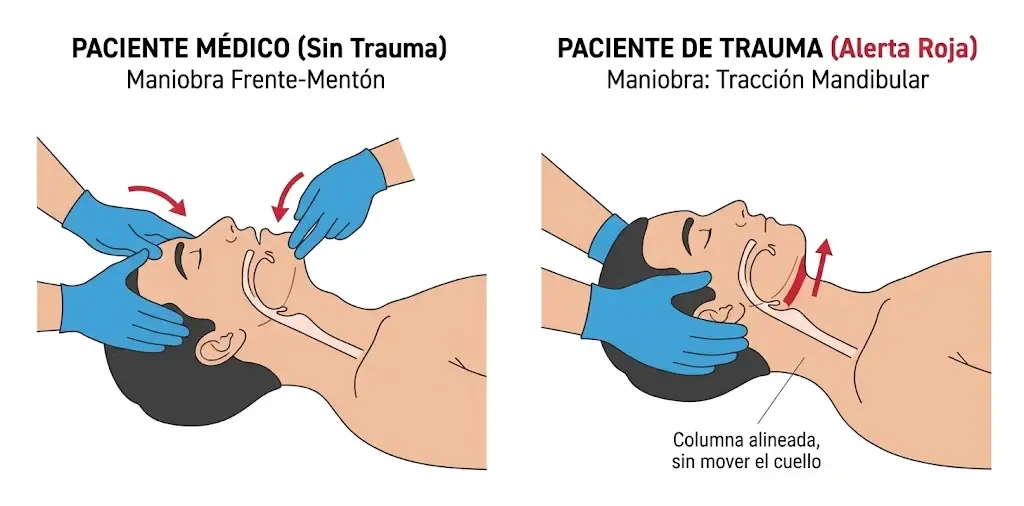 PACIENTE MÉDICO (Sin Trauma)
Maniobra Frente-Mentón
PACIENTE DE TRAUMA (Alerta Roja)
Maniobra: Tracción Mandibular
Columna alineada,
sin mover el cuello